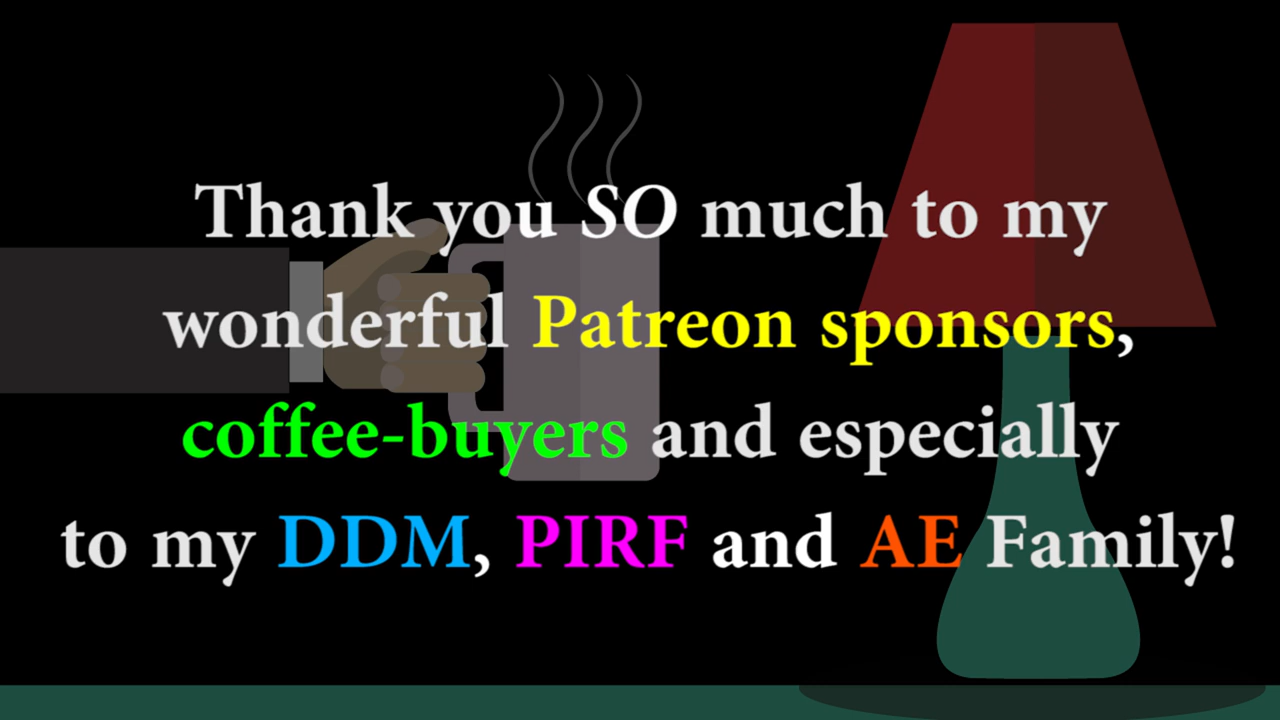 Thank you SO much to my
wonderful Patreon sponsors,
coffee-buyers and especially
to my DDM, PIRF and AE Family!